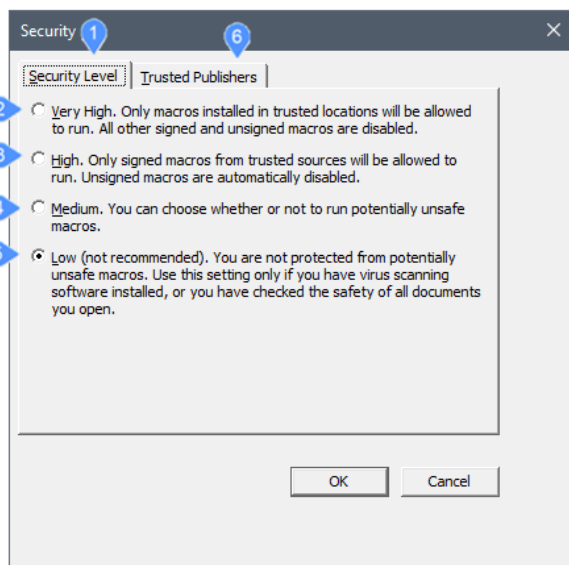 Security 1
6
Security Level Trusted Publishers
2 Very High. Only macros installed in trusted locations will be allowed
to run. All other signed and unsigned macros are disabled.
3 High. Only signed macros from trusted sources will be allowed to
run. Unsigned macros are automatically disabled.
4 Medium. You can choose whether or not to run potentially unsafe
macros.
5 Low (not recommended). You are not protected from potentially
unsafe macros. Use this setting only if you have virus scanning
software installed, or you have checked the safety of all documents
you open.
OK Cancel